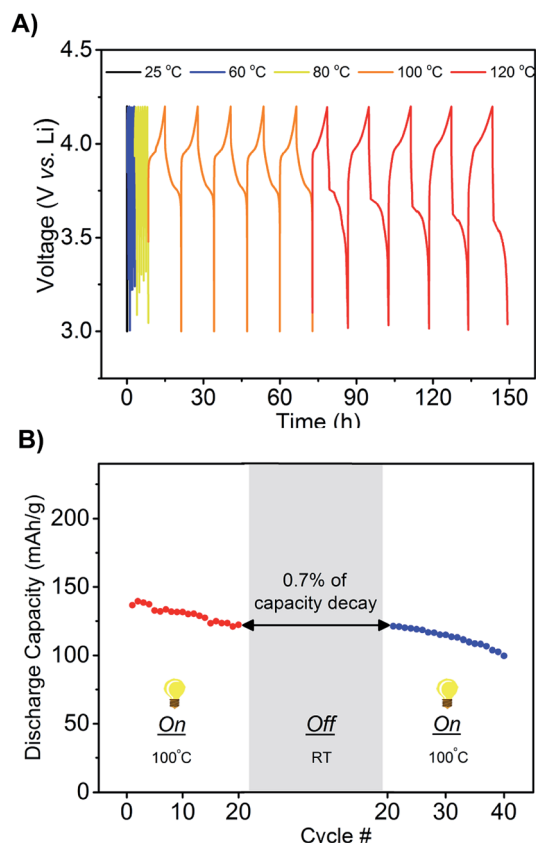 A)
4.5
4.0
3.5
3.0
Voltage (V vs. Li)
25 °C 60 °C 80 °C 100 °C 120 °C
0 30 60 90 120 150
Time (h)
B)
200
150
100
50
0
Discharge Capacity (mAh/g)
0.7% of
capacity decay
On Off On
100°C RT 100°C
0 10 20 20 30 40
Cycle #